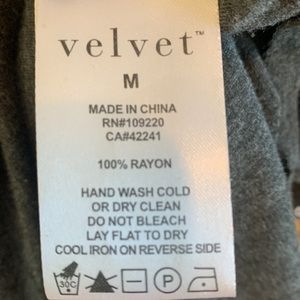 velvet™
M
MADE IN CHINA
RN#109220
CA#42241
100% RAYON
HAND WASH COLD
OR DRY CLEAN
DO NOT BLEACH
LAY FLAT TO DRY
COOL IRON ON REVERSE SIDE
30C P